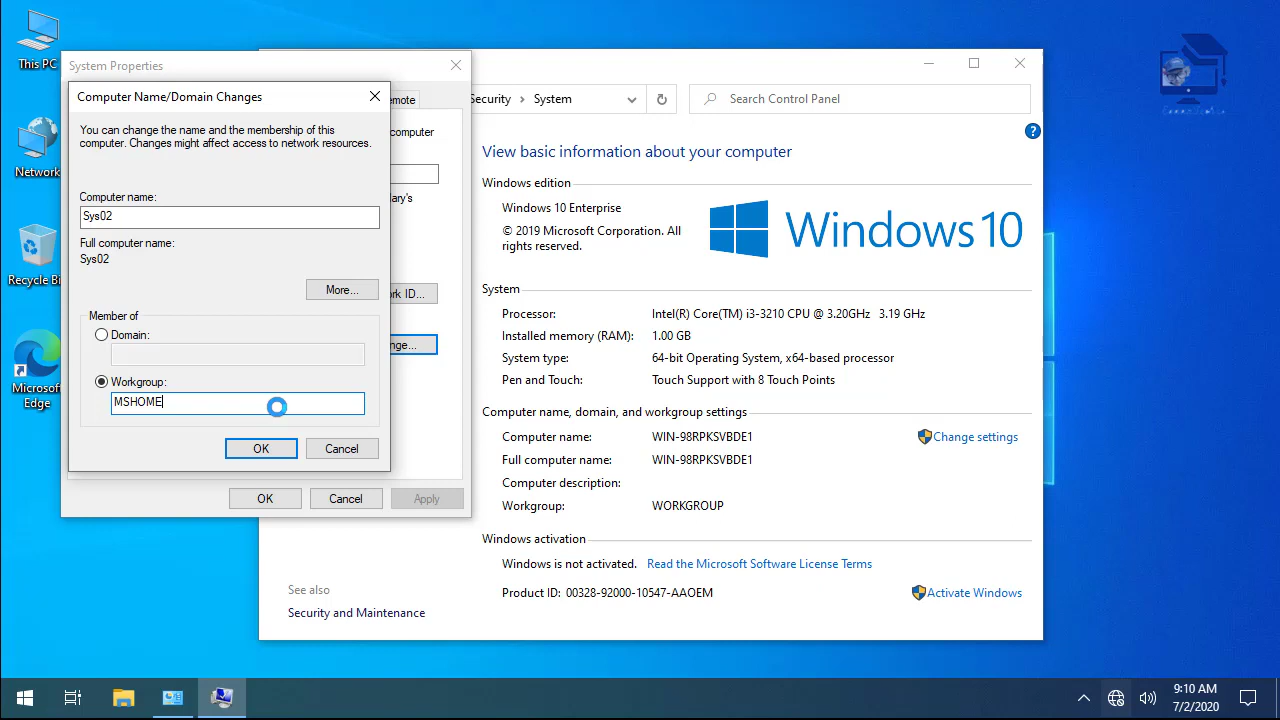 This PC
Network
Recycle Bi
Microsof
Edge
System Properties
emote
computer
ary's
rk ID...
nge...
OK
Cancel
Apply
Computer Name/Domain Changes
You can change the name and the membership of this
computer. Changes might affect access to network resources.
Computer name:
Sys02
Full computer name:
Sys02
More...
Member of
Domain:
Workgroup:
MSHOME
OK
Cancel
Security › System
Search Control Panel
?
View basic information about your computer
Windows edition
Windows 10 Enterprise
© 2019 Microsoft Corporation. All
rights reserved.
Windows 10
System
Processor: Intel(R) Core(TM) i3-3210 CPU @ 3.20GHz 3.19 GHz
Installed memory (RAM): 1.00 GB
System type: 64-bit Operating System, x64-based processor
Pen and Touch: Touch Support with 8 Touch Points
Computer name, domain, and workgroup settings
Computer name: WIN-98RPKSVBDE1
Change settings
Full computer name: WIN-98RPKSVBDE1
Computer description:
Workgroup: WORKGROUP
Windows activation
Windows is not activated. Read the Microsoft Software License Terms
Product ID: 00328-92000-10547-AAOEM
Activate Windows
See also
Security and Maintenance
9:10 AM
7/2/2020